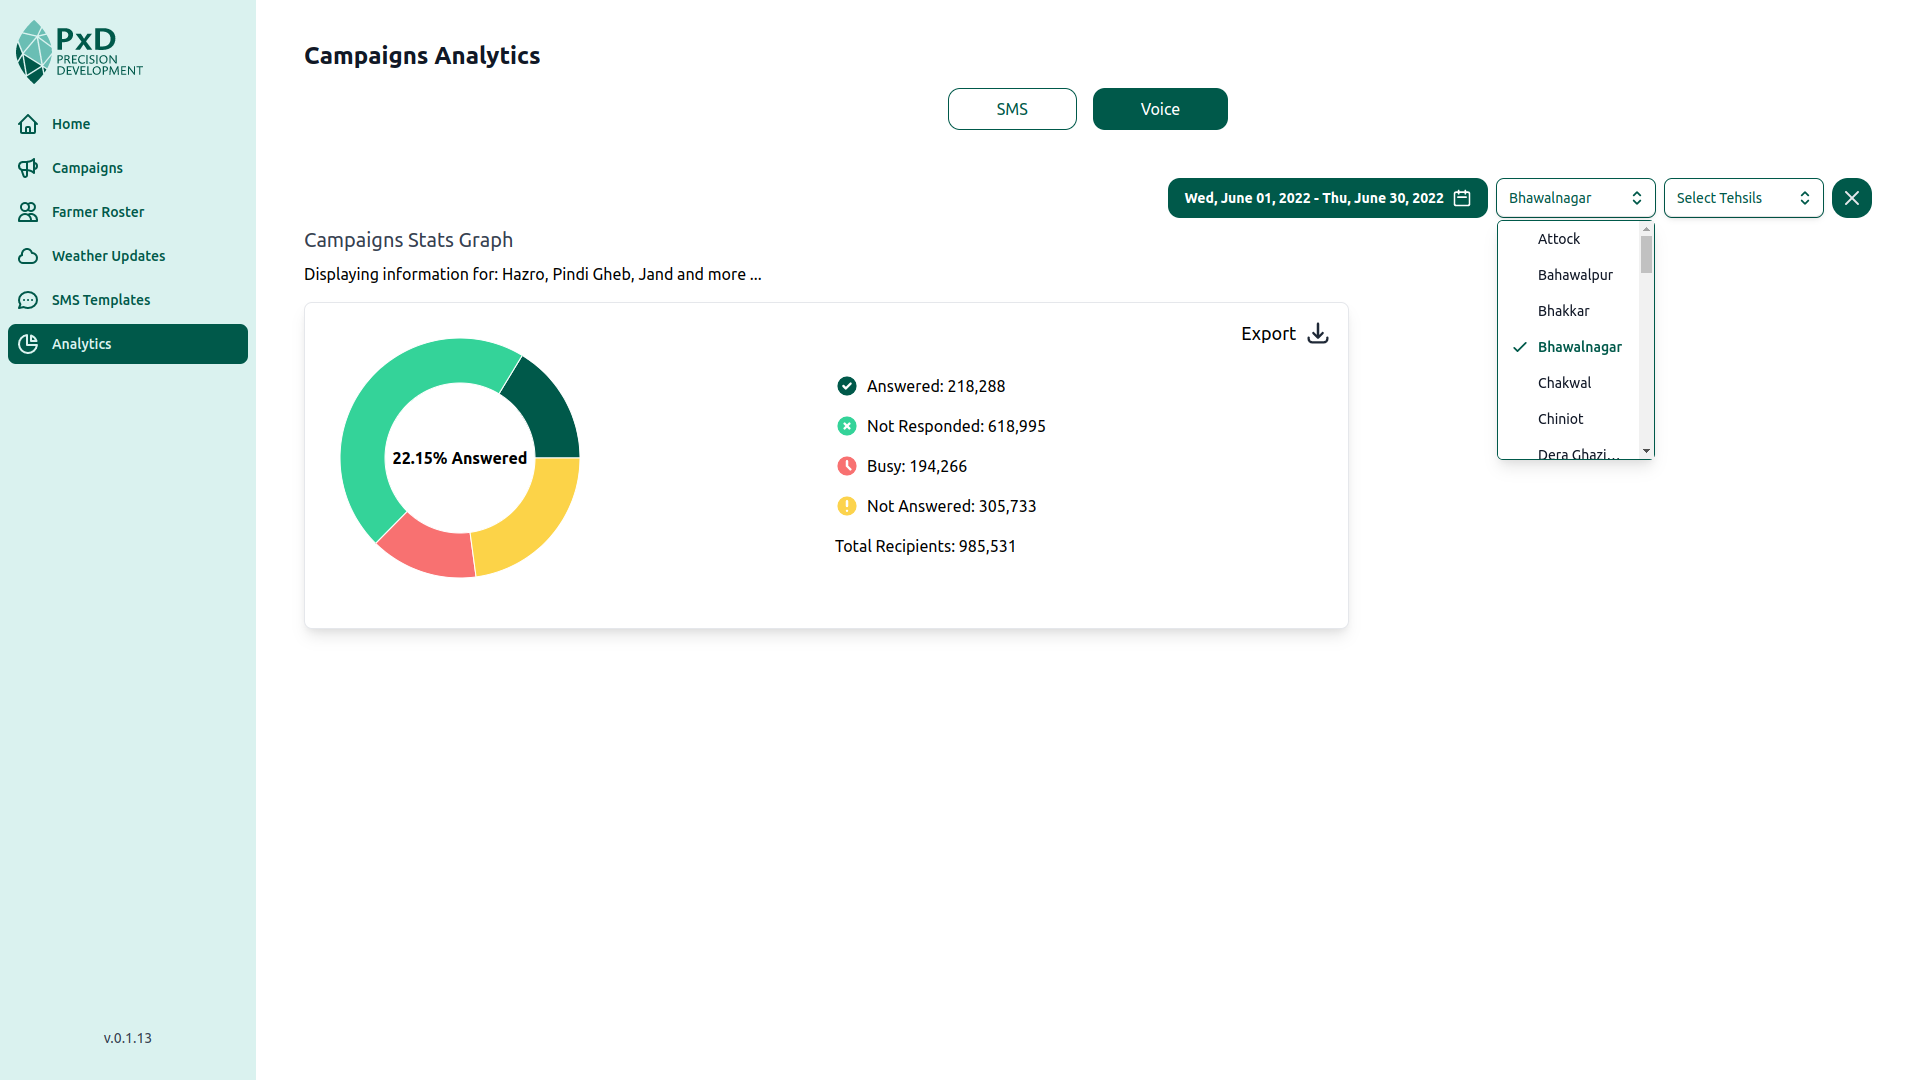 PxD
PRECISION
DEVELOPMENT
Home
Campaigns
Farmer Roster
Weather Updates
SMS Templates
Analytics
v.0.1.13
Campaigns Analytics
SMS
Voice
Wed, June 01, 2022 - Thu, June 30, 2022
Bhawalnagar
Select Tehsils
Attock
Bahawalpur
Bhakkar
Bhawalnagar
Chakwal
Chiniot
Dera Ghazi...
Campaigns Stats Graph
Displaying information for: Hazro, Pindi Gheb, Jand and more ...
Export
22.15% Answered
Answered: 218,288
Not Responded: 618,995
Busy: 194,266
Not Answered: 305,733
Total Recipients: 985,531